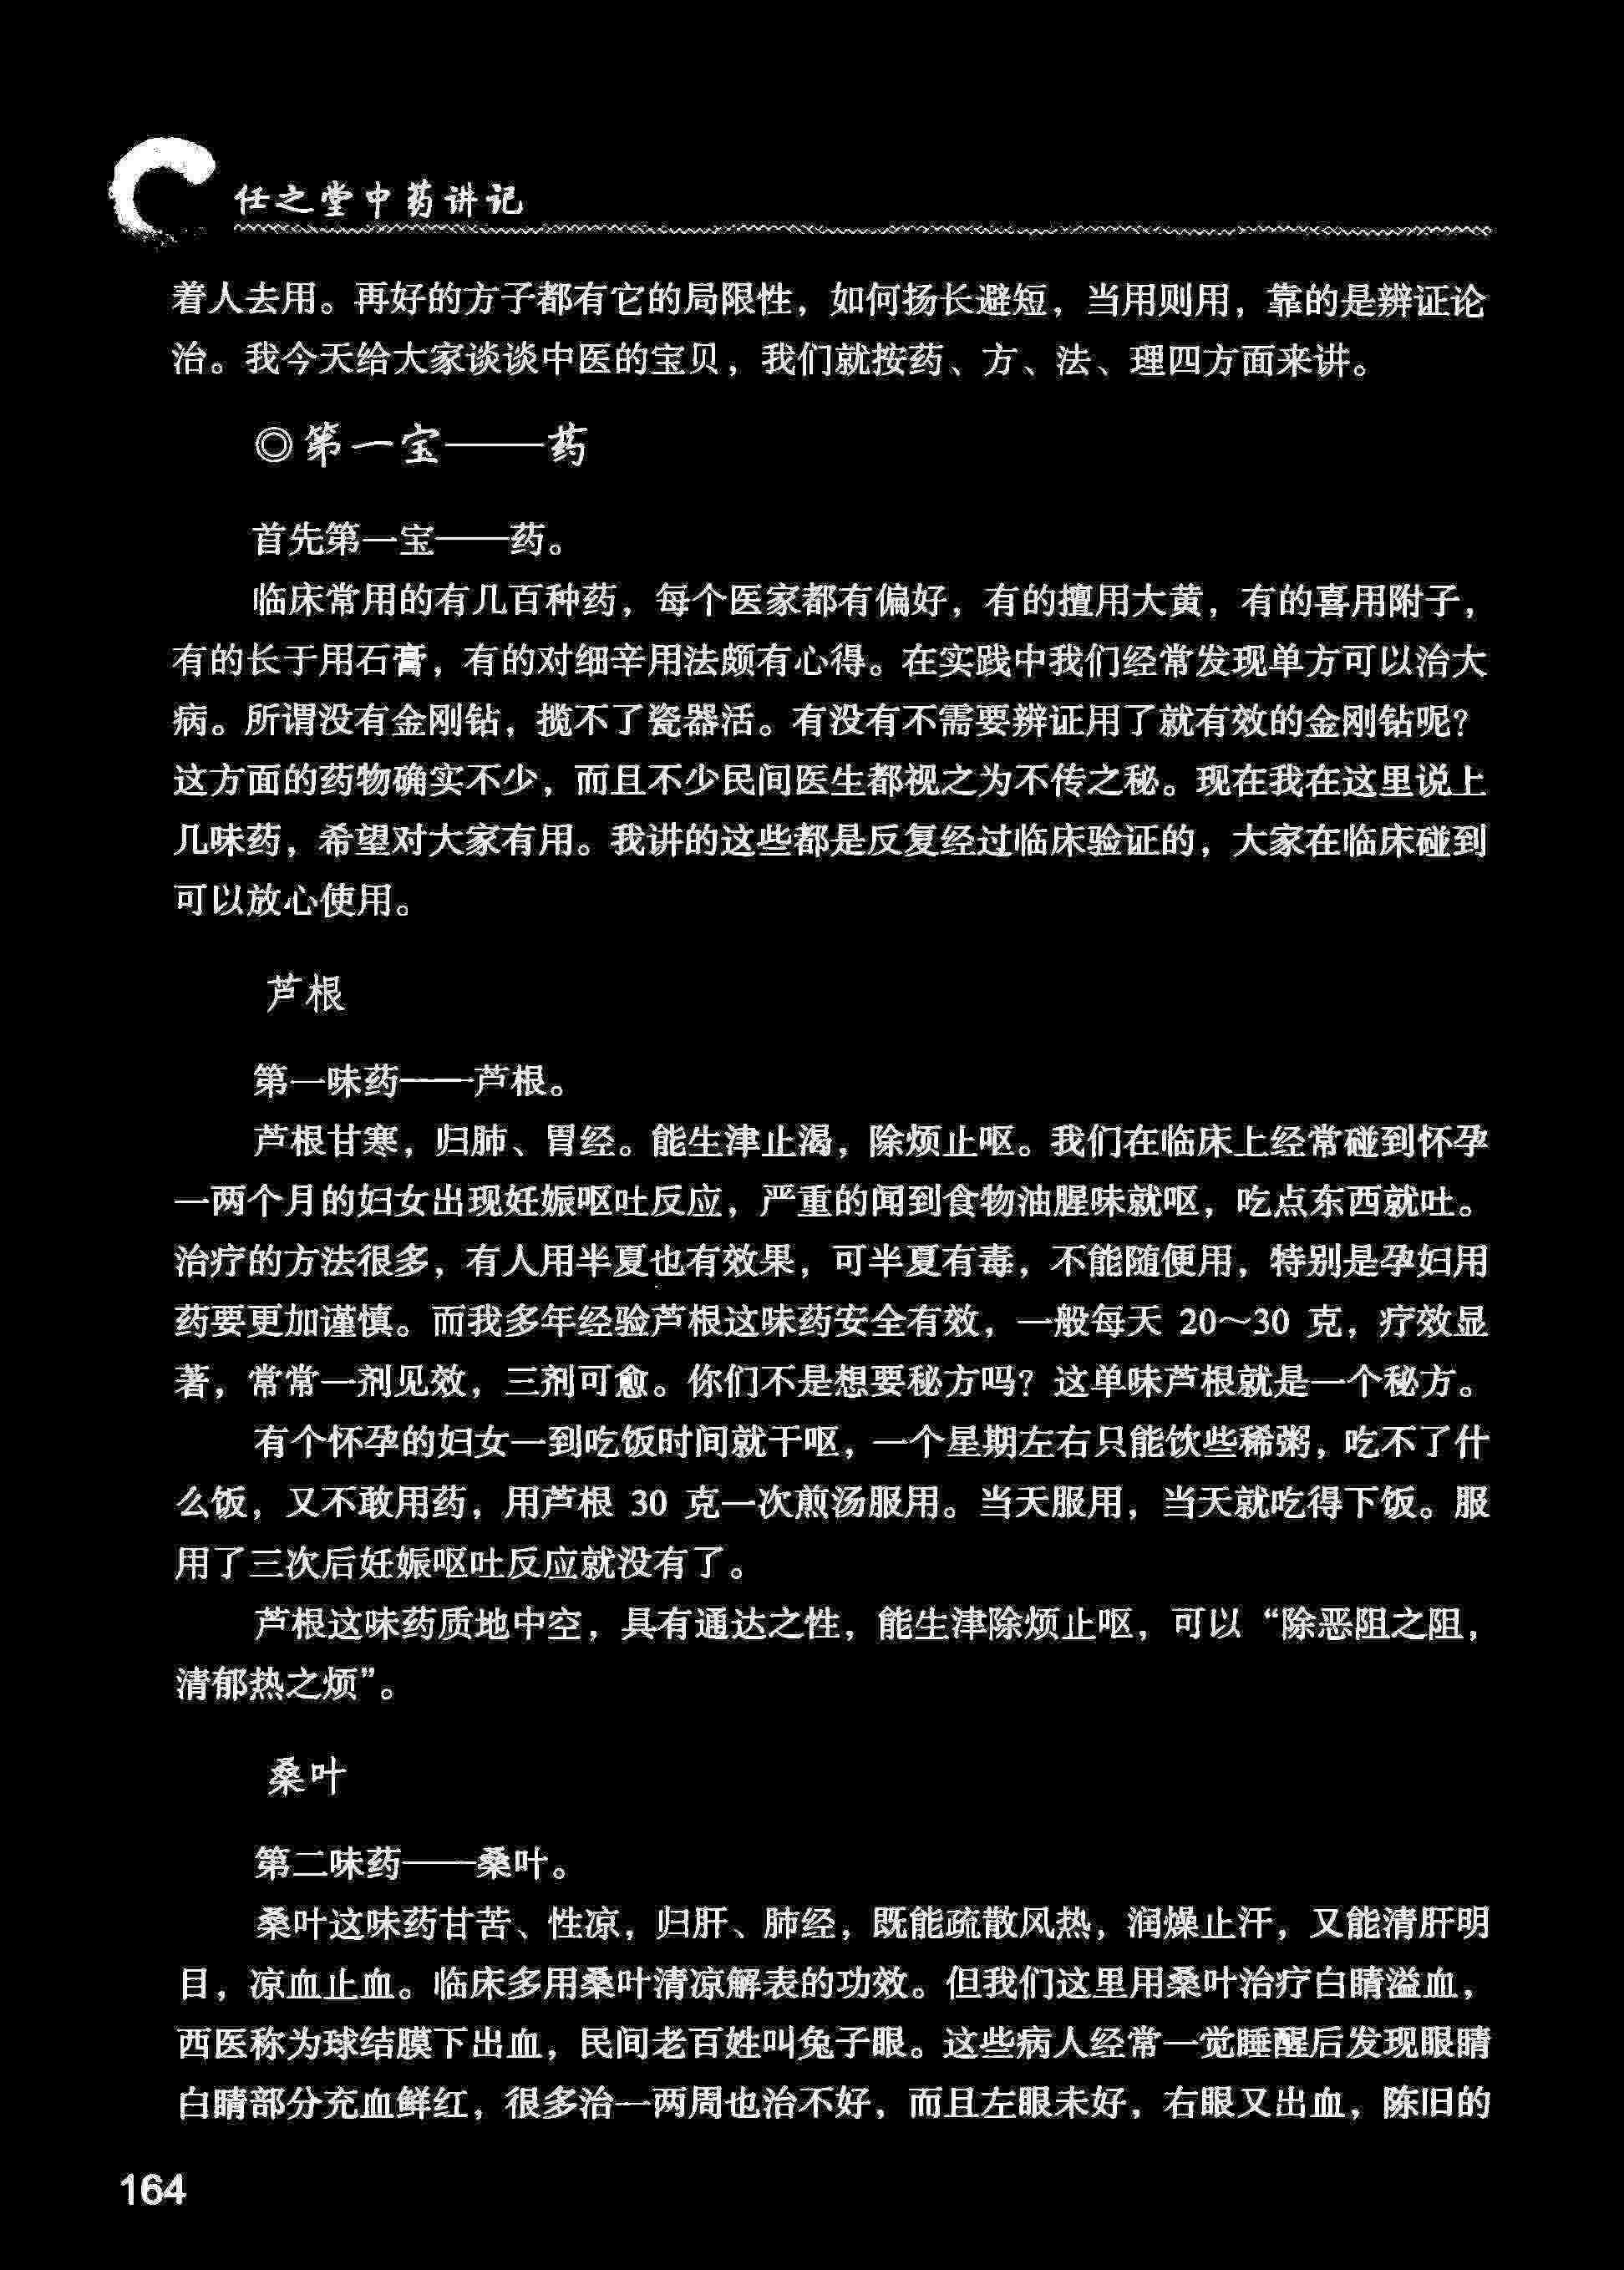 任之堂中药讲记
着人去用。再好的方子都有它的局限性，如何扬长避短，当用则用，靠的是辨证论
治。我今天给大家谈谈中医的宝贝，我们就按药、方、法、理四方面来讲。
◎第一宝——药
首先第一宝——药。
临床常用的有几百种药，每个医家都有偏好，有的擅用大黄，有的喜用附子，
有的长于用石膏，有的对细辛用法颇有心得。在实践中我们经常发现单方可以治大
病。所谓没有金刚钻，揽不了瓷器活。有没有不需要辨证用了就有效的金刚钻呢？
这方面的药物确实不少，而且不少民间医生都视之为不传之秘。现在我在这里说上
几味药，希望对大家有用。我讲的这些都是反复经过临床验证的，大家在临床碰到
可以放心使用。
芦根
第一味药——芦根。
芦根甘寒，归肺、胃经。能生津止渴，除烦止呕。我们在临床上经常碰到怀孕
一两个月的妇女出现妊娠呕吐反应，严重的闻到食物油腥味就呕，吃点东西就吐。
治疗的方法很多，有人用半夏也有效果，可半夏有毒，不能随便用，特别是孕妇用
药要更加谨慎。而我多年经验芦根这味药安全有效，一般每天 20～30 克，疗效显
著，常常一剂见效，三剂可愈。你们不是想要秘方吗？这单味芦根就是一个秘方。
有个怀孕的妇女一到吃饭时间就干呕，一个星期左右只能饮些稀粥，吃不了什
么饭，又不敢用药，用芦根 30 克一次煎汤服用。当天服用，当天就吃得下饭。服
用了三次后妊娠呕吐反应就没有了。
芦根这味药质地中空，具有通达之性，能生津除烦止呕，可以“除恶阻之阻，
清郁热之烦”。
桑叶
第二味药——桑叶。
桑叶这味药甘苦、性凉，归肝、肺经，既能疏散风热，润燥止汗，又能清肝明
目，凉血止血。临床多用桑叶清凉解表的功效。但我们这里用桑叶治疗白睛溢血，
西医称为球结膜下出血，民间老百姓叫兔子眼。这些病人经常一觉睡醒后发现眼睛
白睛部分充血鲜红，很多治一两周也治不好，而且左眼未好，右眼又出血，陈旧的
164